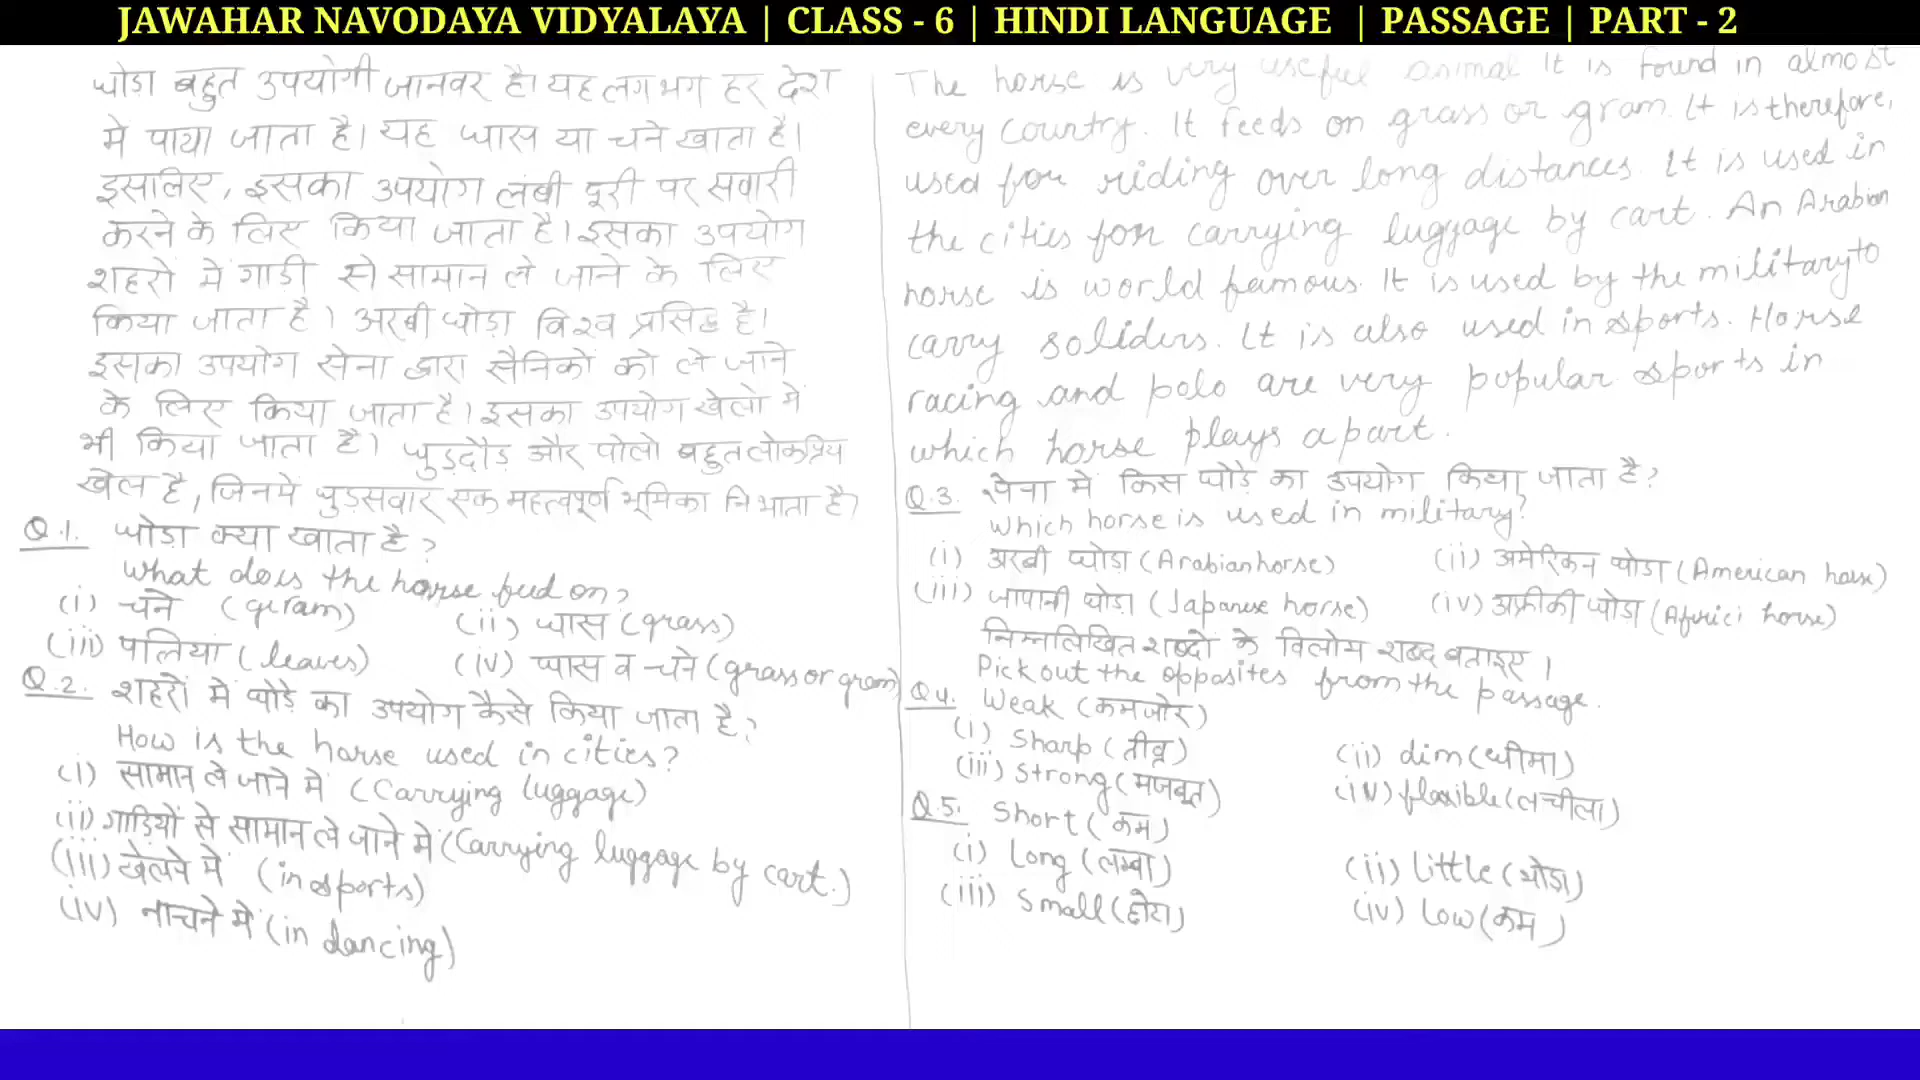 JAWAHAR NAVODAYA VIDYALAYA | CLASS - 6 | HINDI LANGUAGE | PASSAGE | PART - 2
घोड़ा बहुत उपयोगी जानवर है। यह लगभग हर देश
में पाया जाता है। यह घास या चने खाता है।
इसलिए, इसका उपयोग लंबी दूरी पर सवारी
करने के लिए किया जाता है। इसका उपयोग
शहरों में गाड़ी से सामान ले जाने के लिए
किया जाता है। अरबी घोड़ा विश्व प्रसिद्ध है।
इसका उपयोग सेना द्वारा सैनिकों को ले जाने
के लिए किया जाता है। इसका उपयोग खेलो में
भी किया जाता है। घुड़दौड़ और पोलो बहुत लोकप्रिय
खेल है, जिनमें घुड़सवार एक महत्वपूर्ण भूमिका निभाता है।
Q.1. घोड़ा क्या खाता है?
What does the horse feed on?
(i) चने (gram) (ii) घास (grass)
(iii) पत्तियां (leaves) (iv) घास व चने (grass or gram)
Q.2. शहरों में घोड़े का उपयोग कैसे किया जाता है?
How is the horse used in cities?
(i) सामान ले जाने में (Carrying luggage)
(ii) गाड़ियों से सामान ले जाने में (Carrying luggage by cart.)
(iii) खेलने में (in sports)
(iv) नाचने में (in dancing)
The horse is very useful animal It is found in almost
every country. It feeds on grass or gram. It is therefore,
used for riding over long distances. It is used in
the cities for carrying luggage by cart. An Arabian
horse is world famous. It is used by the military to
carry soliders. It is also used in sports. Horse
racing and polo are very popular sports in
which horse plays a part.
Q.3. सेना में किस घोड़े का उपयोग किया जाता है?
Which horse is used in military?
(i) अरबी घोड़ा (Arabian horse) (ii) अमेरिकन घोड़ा (American horse)
(iii) जापानी घोड़ा (Japanese horse) (iv) अफ्रीकी घोड़ा (Africi horse)
निम्नलिखित शब्दों के विलोम शब्द बताइए।
Pick out the opposites from the passage.
Q4. Weak (कमजोर)
(i) Sharp (तीव्र) (ii) dim (धीमा)
(iii) Strong (मजबूत) (iv) flexible (लचीला)
Q.5. Short (कम)
(i) Long (लम्बा) (ii) little (थोड़ा)
(iii) Small (छोटा) (iv) Low (कम)